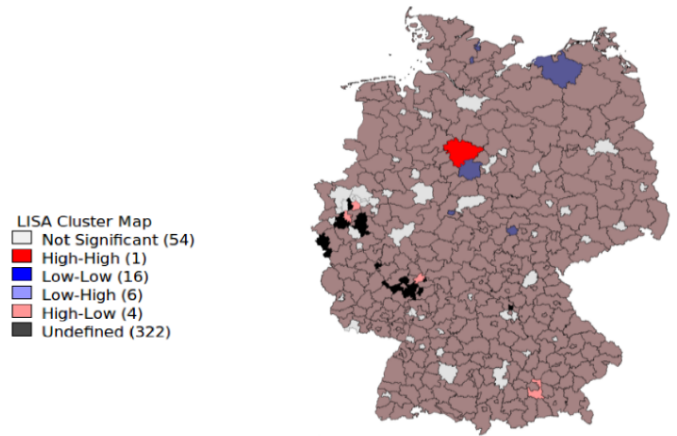 LISA Cluster Map
Not Significant (54)
High-High (1)
Low-Low (16)
Low-High (6)
High-Low (4)
Undefined (322)